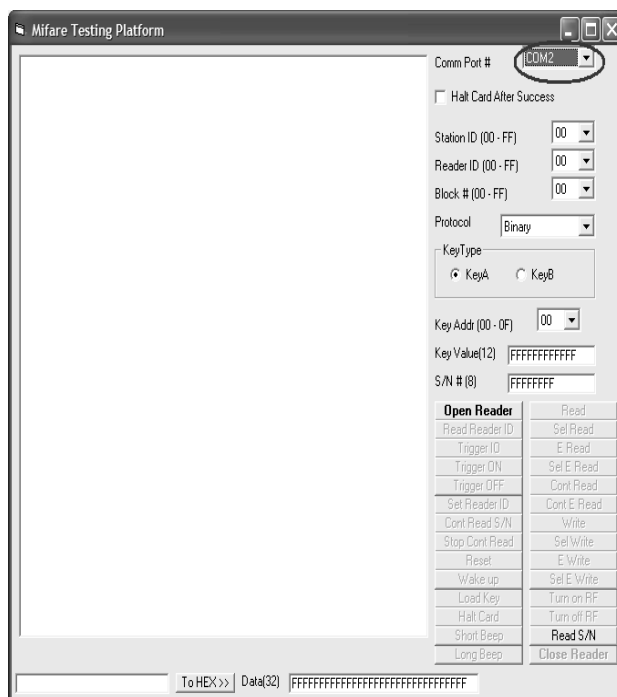 Mifare Testing Platform
Comm Port # COM2
Halt Card After Success
Station ID (00 - FF) 00
Reader ID (00 - FF) 00
Block # (00 - FF) 00
Protocol Binary
KeyType
KeyA KeyB
Key Addr (00 - 0F) 00
Key Value(12) FFFFFFFFFFFF
S/N # (8) FFFFFFFF
Open Reader Read
Read Reader ID Sel Read
Trigger IO E Read
Trigger ON Sel E Read
Trigger OFF Cont Read
Set Reader ID Cont E Read
Cont Read S/N Write
Stop Cont Read Sel Write
Reset E Write
Wake up Sel E Write
Load Key Turn on RF
Halt Card Turn off RF
Short Beep Read S/N
Long Beep Close Reader
To HEX >> Data(32) FFFFFFFFFFFFFFFFFFFFFFFFFFFFFFFF